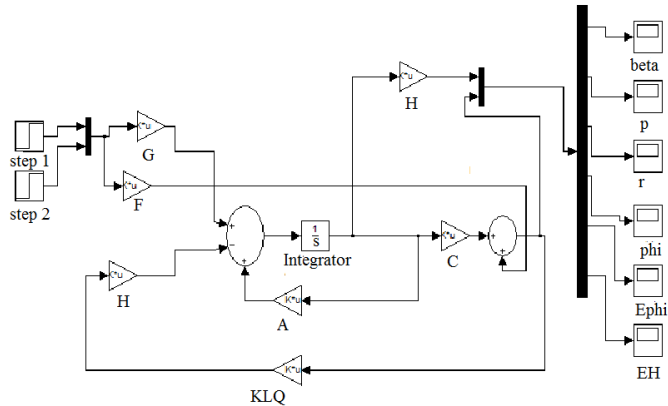 step 1
step 2
K*u
G
K*u
F
K*u
H
K*u
H
+
−
+
1
s
Integrator
K*u
C
+
+
K*u
A
K*u
KLQ
beta
p
r
phi
Ephi
EH